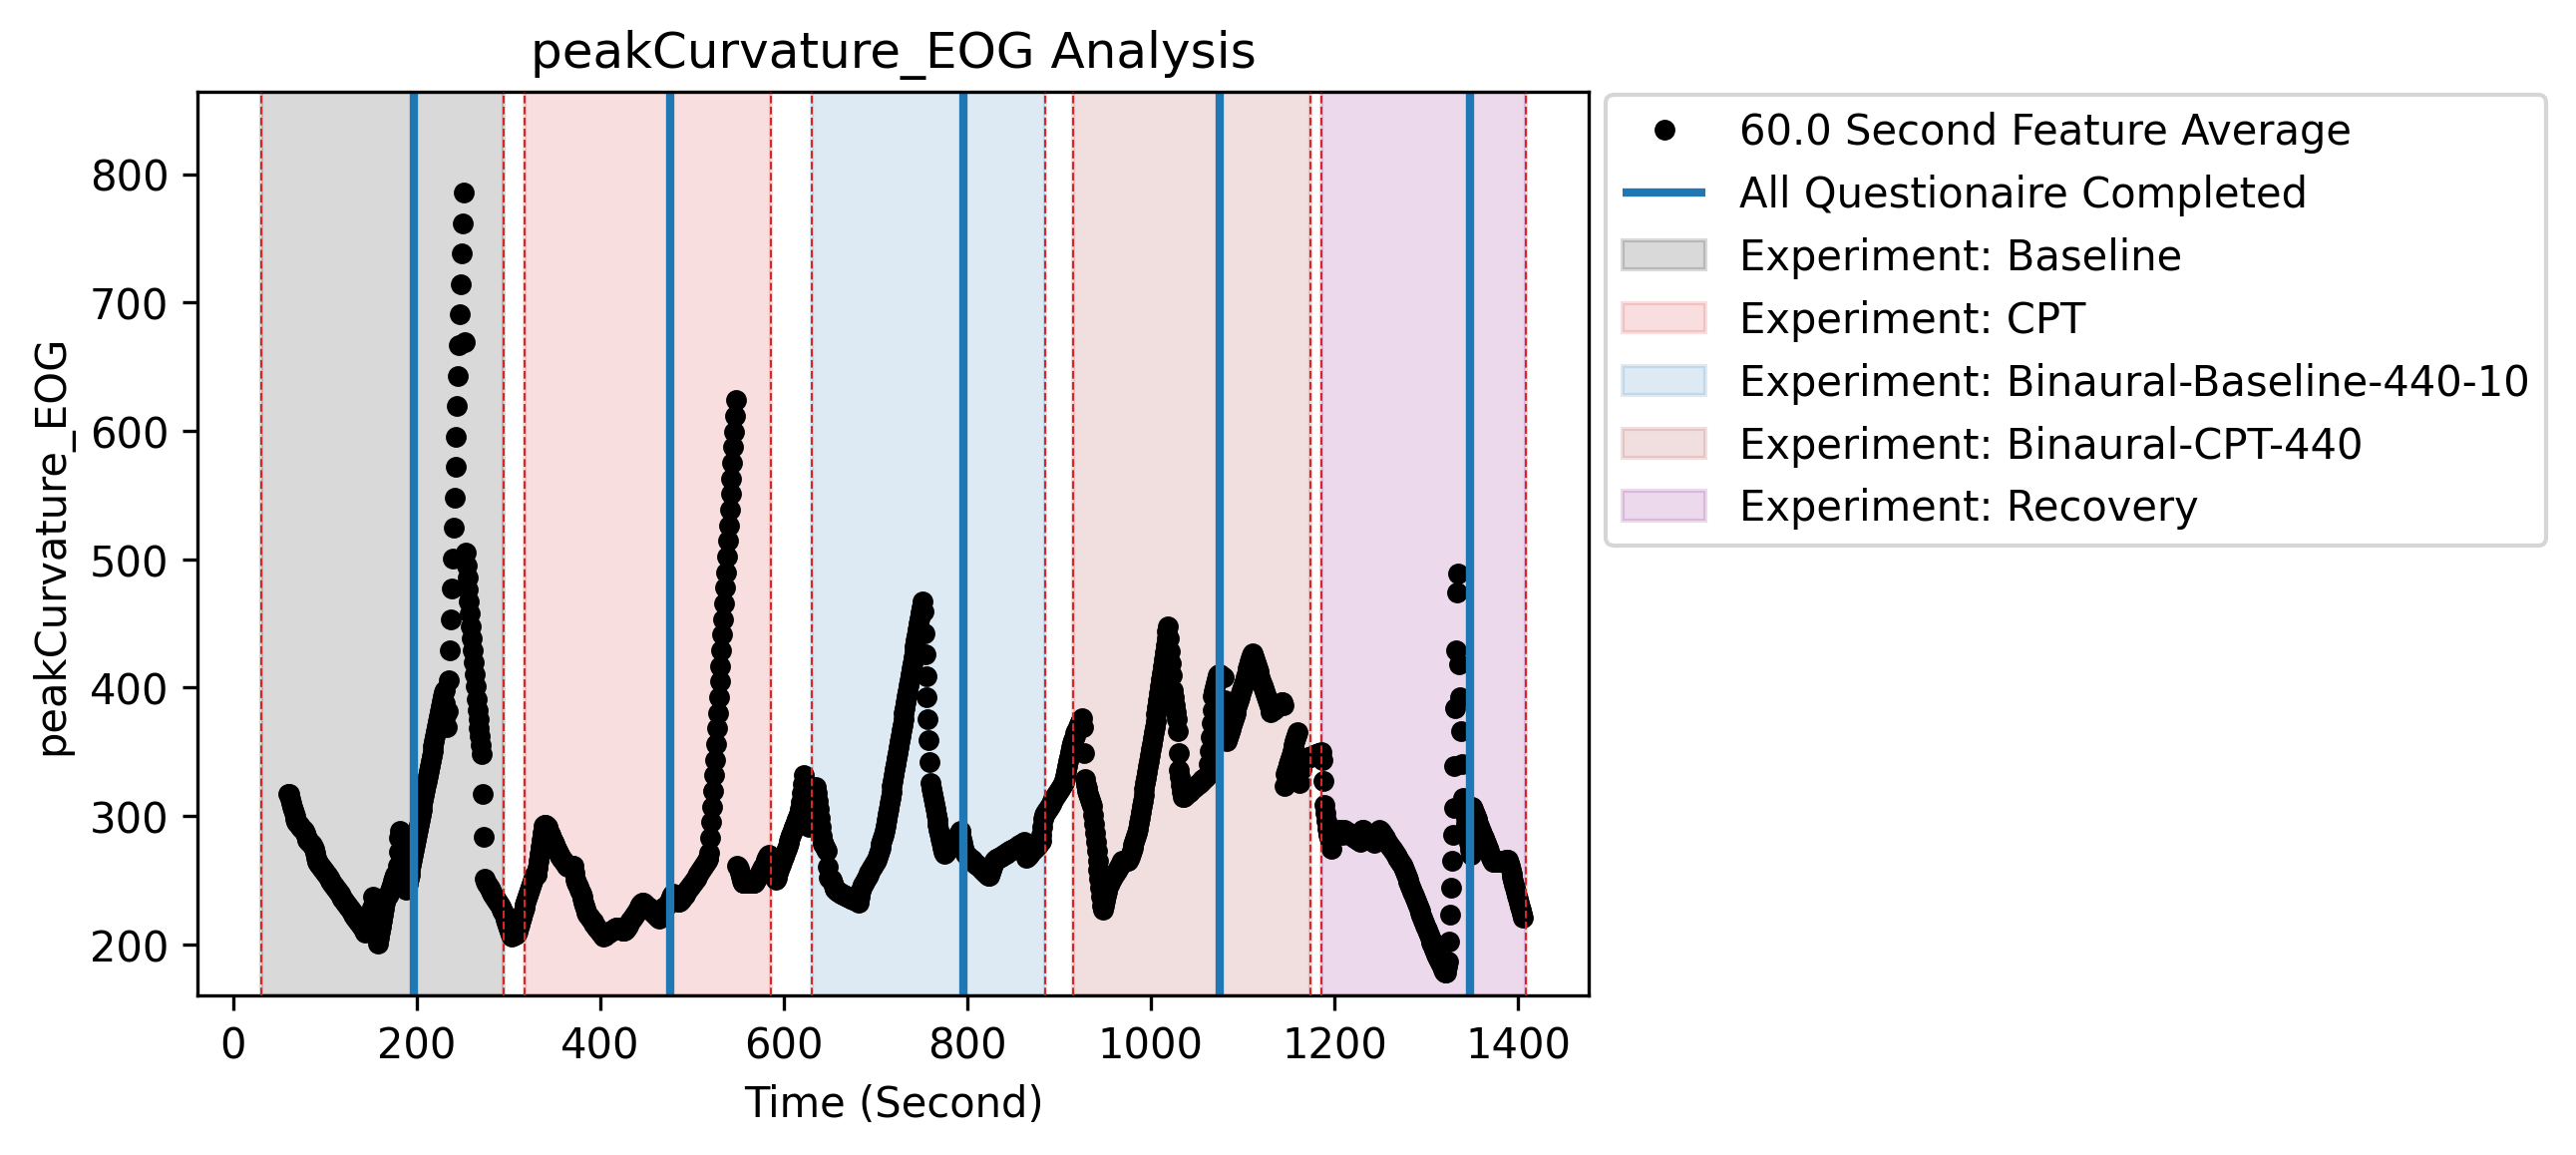 peakCurvature_EOG Analysis
peakCurvature_EOG
800
700
600
500
400
300
200
0 200 400 600 800 1000 1200 1400
Time (Second)
60.0 Second Feature Average
All Questionaire Completed
Experiment: Baseline
Experiment: CPT
Experiment: Binaural-Baseline-440-10
Experiment: Binaural-CPT-440
Experiment: Recovery